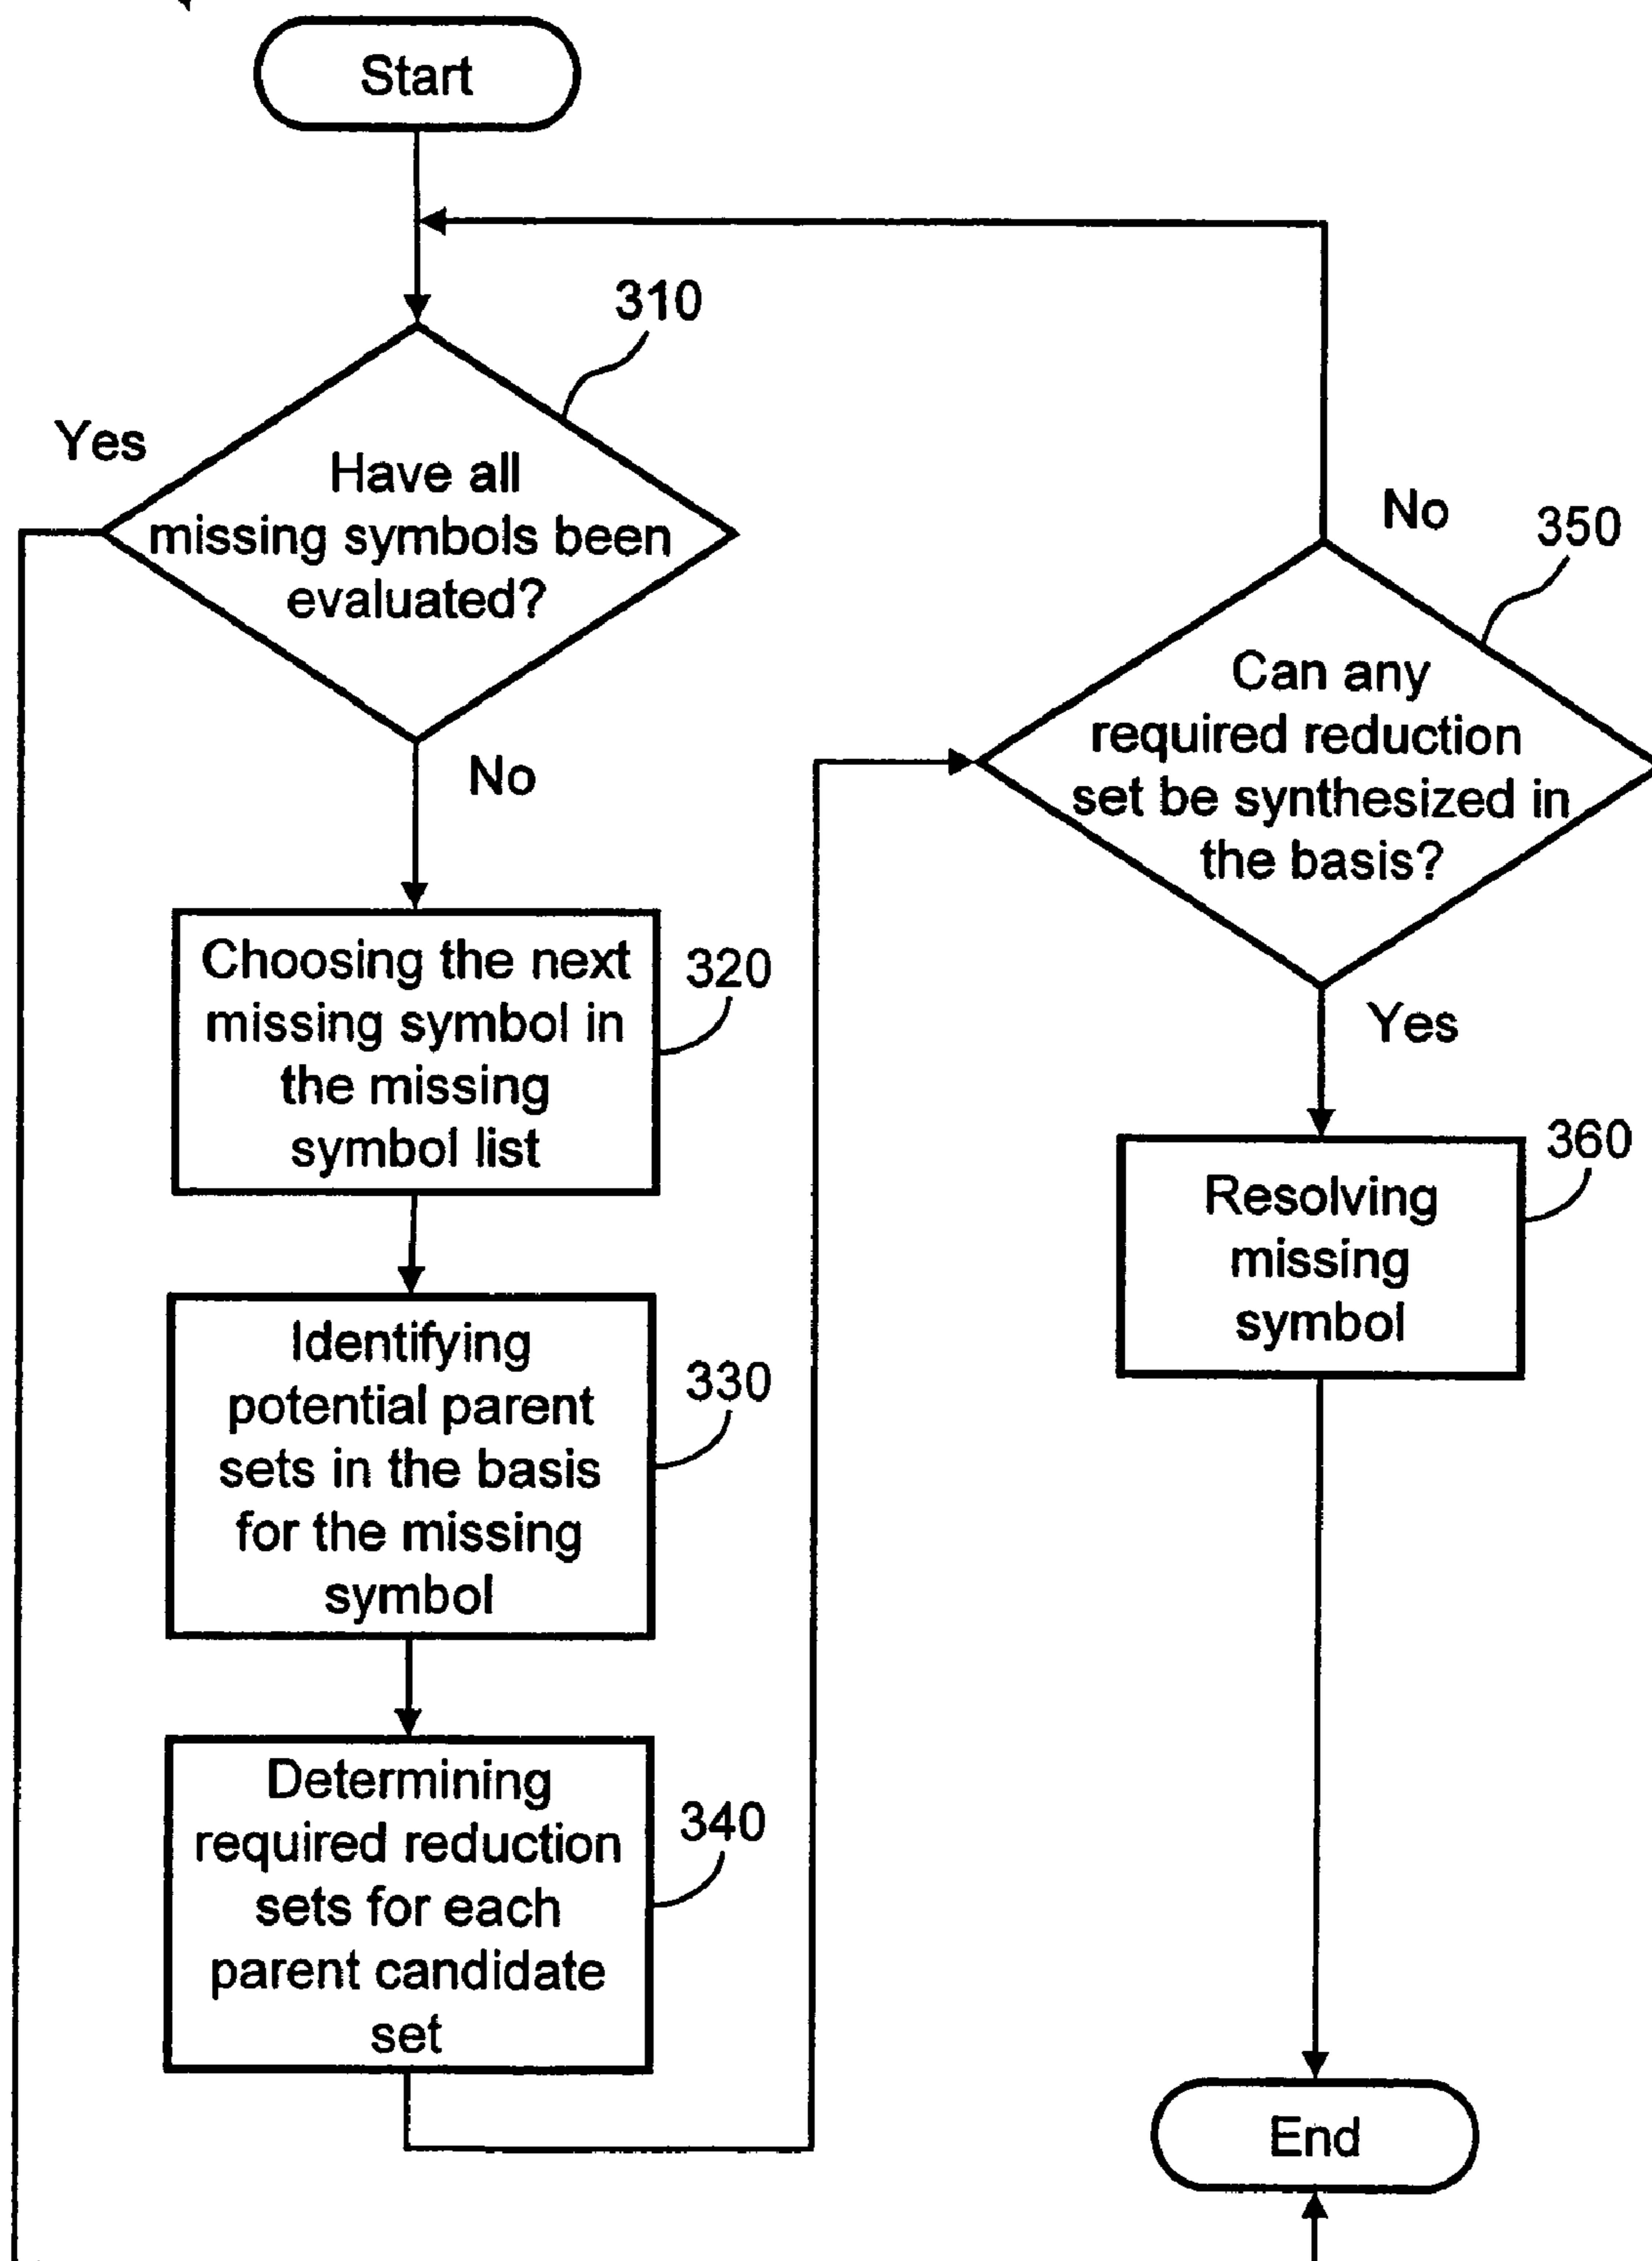 Start
310
Yes
Have all
missing symbols been
evaluated?
No
320
Choosing the next
missing symbol in
the missing
symbol list
330
Identifying
potential parent
sets in the basis
for the missing
symbol
340
Determining
required reduction
sets for each
parent candidate
set
No
350
Can any
required reduction
set be synthesized in
the basis?
Yes
360
Resolving
missing
symbol
End